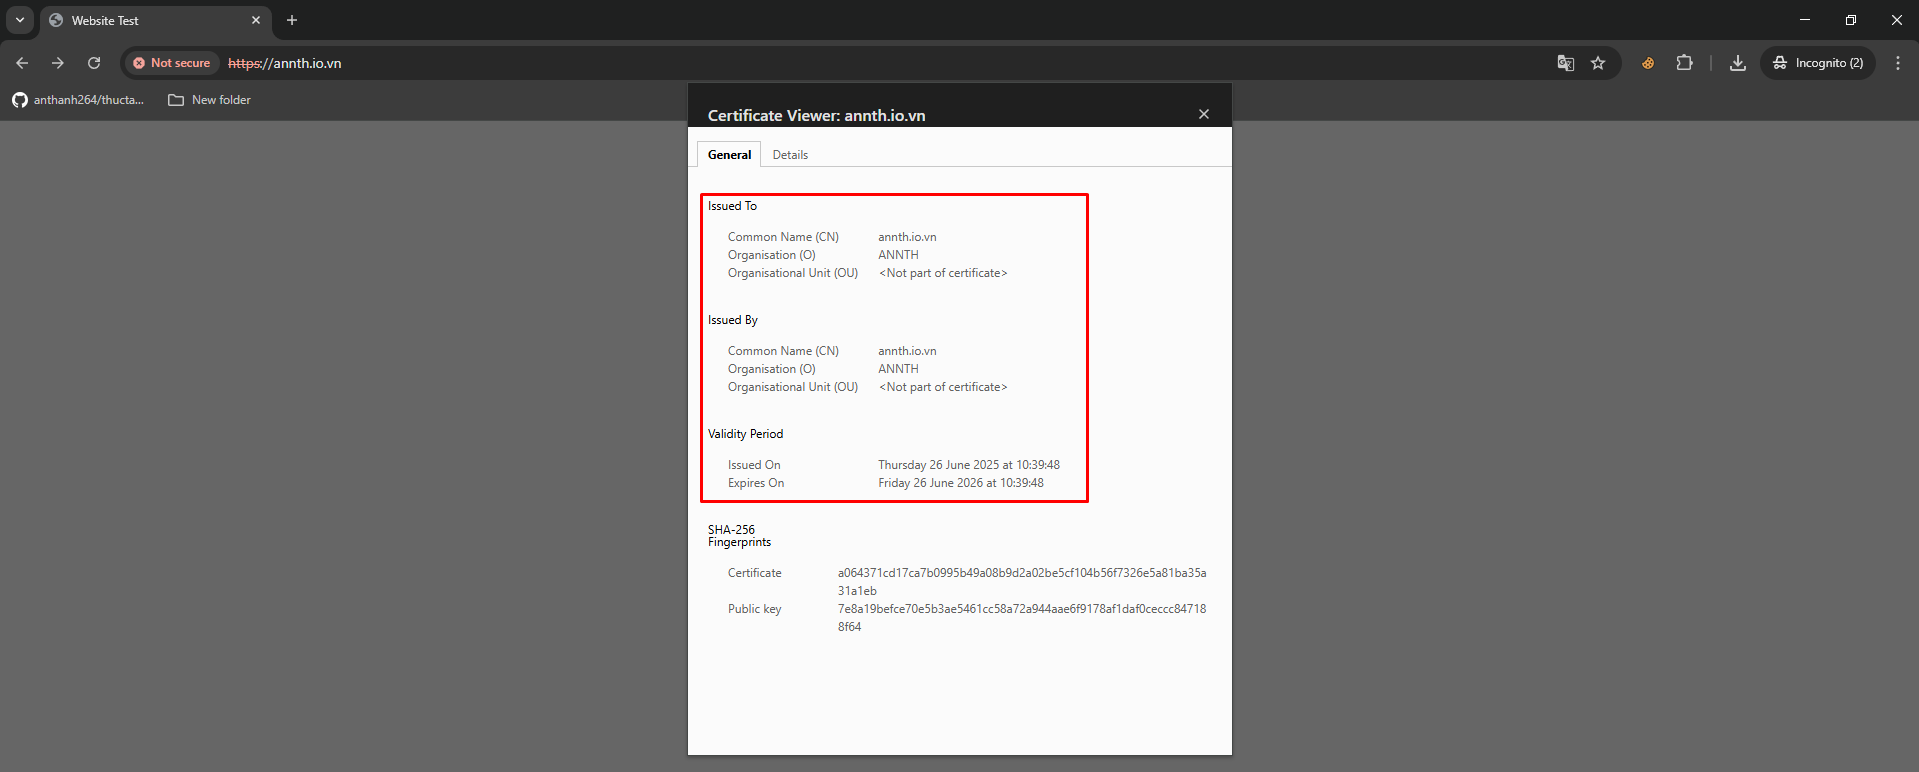 Website Test
Not secure
https://annth.io.vn
Incognito (2)
anthanh264/thucta...
New folder
Certificate Viewer: annth.io.vn
General
Details
Issued To
Common Name (CN) annth.io.vn
Organisation (O) ANNTH
Organisational Unit (OU) <Not part of certificate>
Issued By
Common Name (CN) annth.io.vn
Organisation (O) ANNTH
Organisational Unit (OU) <Not part of certificate>
Validity Period
Issued On Thursday 26 June 2025 at 10:39:48
Expires On Friday 26 June 2026 at 10:39:48
SHA-256
Fingerprints
Certificate a064371cd17ca7b0995b49a08b9d2a02be5cf104b56f7326e5a81ba35a
31a1eb
Public key 7e8a19befce70e5b3ae5461cc58a72a944aae6f9178af1daf0ceccc84718
8f64